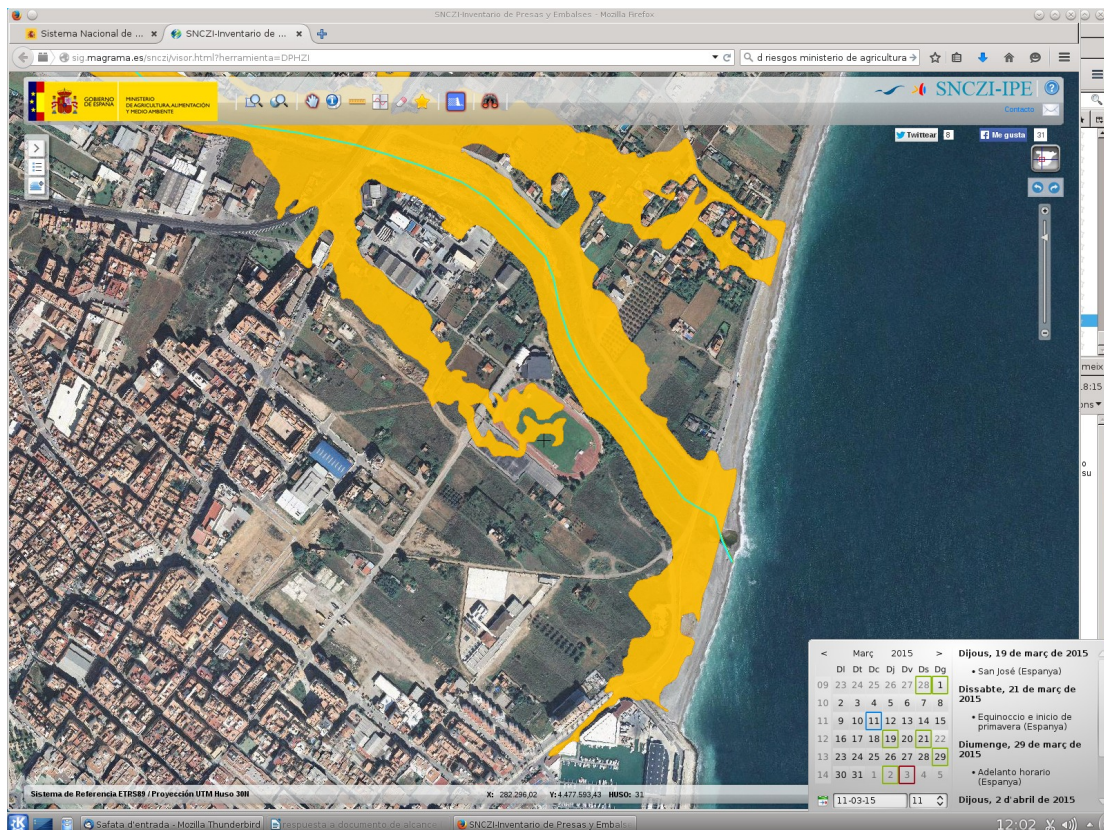 SNCZI-Inventario de Presas y Embalses - Mozilla Firefox
Sistema Nacional de ...
SNCZI-Inventario de ...
sig.magrama.es/snczi/visor.html?herramienta=DPHZI
d riesgos ministerio de agricultura
GOBIERNO DE ESPAÑA
MINISTERIO DE AGRICULTURA, ALIMENTACIÓN Y MEDIO AMBIENTE
SNCZI-IPE
Contacto
Twittear 8
Me gusta 31
meix
8:15
ons
o
su
< Març 2015 >
Dl Dt Dc Dj Dv Ds Dg
09 23 24 25 26 27 28 1
10 2 3 4 5 6 7 8
11 9 10 11 12 13 14 15
12 16 17 18 19 20 21 22
13 23 24 25 26 27 28 29
14 30 31 1 2 3 4 5
11-03-15 11
Dijous, 19 de març de 2015
• San José (Espanya)
Dissabte, 21 de març de
2015
• Equinoccio e inicio de
primavera (Espanya)
Diumenge, 29 de març de
2015
• Adelanto horario
(Espanya)
Dijous, 2 d'abril de 2015
Sistema de Referencia ETRS89 / Proyección UTM Huso 30N
X: 282.296,02 Y: 4.477.593,43 HUSO: 31
Safata d'entrada - Mozilla Thunderbird
respuesta a documento de alcance
SNCZI-Inventario de Presas y Embals
12:02